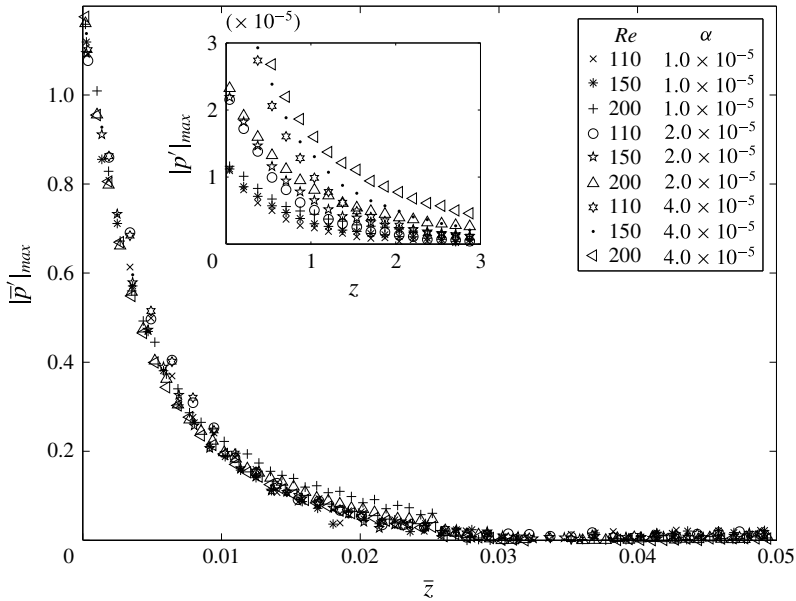 (× 10⁻⁵)
3
2
1
0
1
2
3
|p′|max
z
Re α
110 1.0 × 10⁻⁵
150 1.0 × 10⁻⁵
200 1.0 × 10⁻⁵
110 2.0 × 10⁻⁵
150 2.0 × 10⁻⁵
200 2.0 × 10⁻⁵
110 4.0 × 10⁻⁵
150 4.0 × 10⁻⁵
200 4.0 × 10⁻⁵
1.0
0.8
0.6
0.4
0.2
|p̅′|max
0
0.01
0.02
0.03
0.04
0.05
z̅